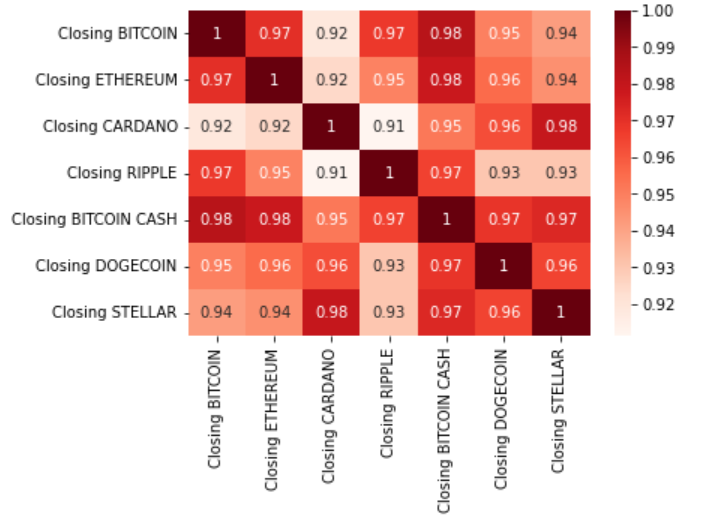 Closing BITCOIN 1 0.97 0.92 0.97 0.98 0.95 0.94
Closing ETHEREUM 0.97 1 0.92 0.95 0.98 0.96 0.94
Closing CARDANO 0.92 0.92 1 0.91 0.95 0.96 0.98
Closing RIPPLE 0.97 0.95 0.91 1 0.97 0.93 0.93
Closing BITCOIN CASH 0.98 0.98 0.95 0.97 1 0.97 0.97
Closing DOGECOIN 0.95 0.96 0.96 0.93 0.97 1 0.96
Closing STELLAR 0.94 0.94 0.98 0.93 0.97 0.96 1
Closing BITCOIN
Closing ETHEREUM
Closing CARDANO
Closing RIPPLE
Closing BITCOIN CASH
Closing DOGECOIN
Closing STELLAR
1.00
0.99
0.98
0.97
0.96
0.95
0.94
0.93
0.92